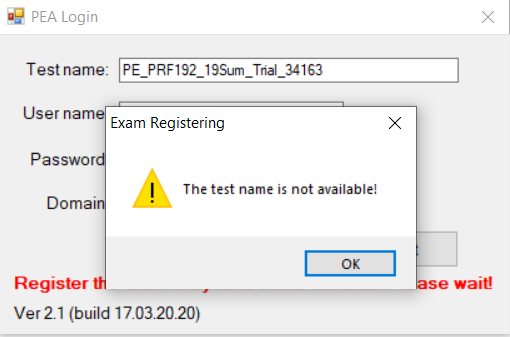 PEA Login
Test name: PE_PRF192_19Sum_Trial_34163
User name
Exam Registering
Password
The test name is not available!
Domain
OK
Register th ase wait!
Ver 2.1 (build 17.03.20.20)